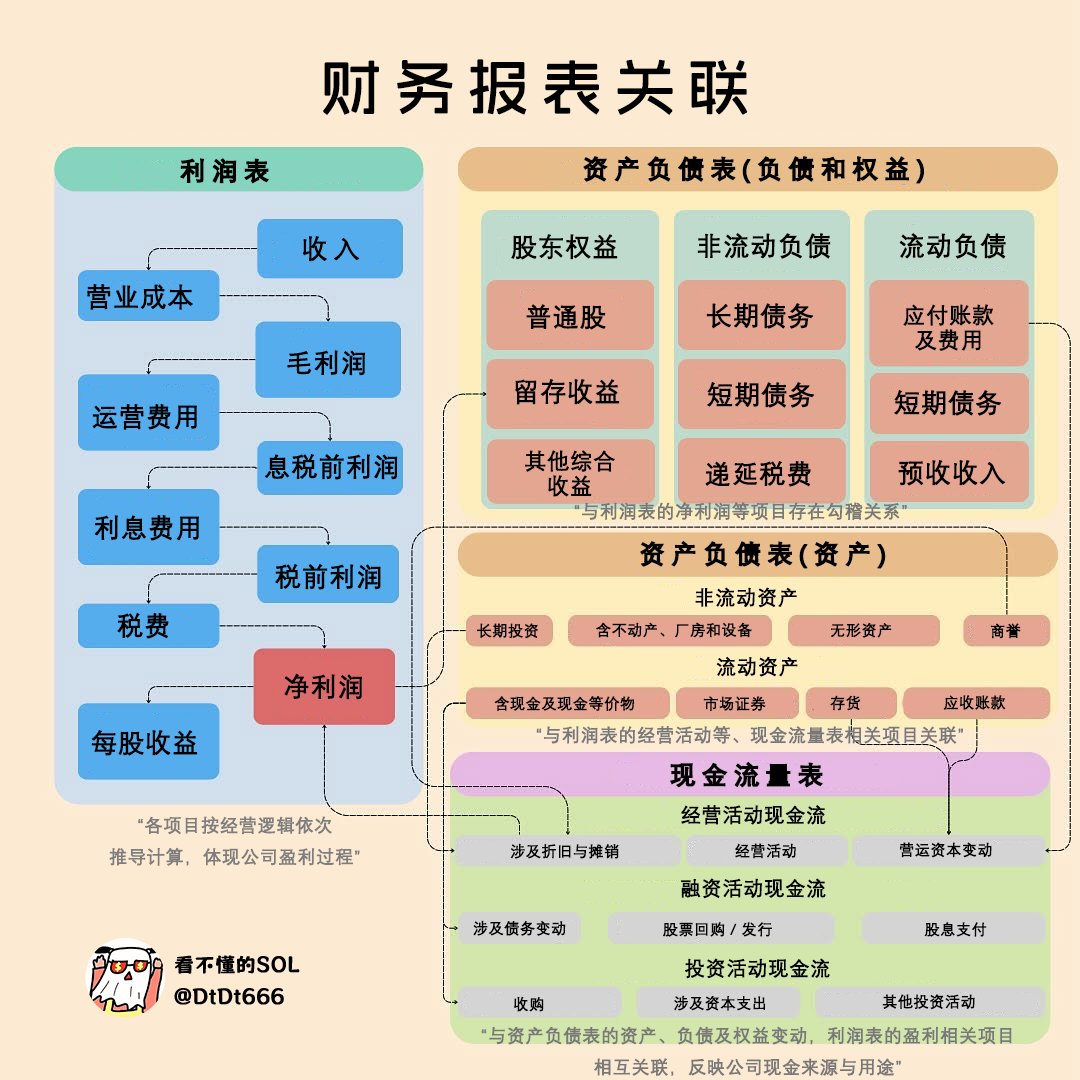 财务报表关联
利润表
收入
营业成本
毛利润
运营费用
息税前利润
利息费用
税前利润
税费
净利润
每股收益
“各项目按经营逻辑依次
推导计算，体现公司盈利过程”
资产负债表(负债和权益)
股东权益
普通股
留存收益
其他综合
收益
非流动负债
长期债务
短期债务
递延税费
流动负债
应付账款
及费用
短期债务
预收收入
“与利润表的净利润等项目存在勾稽关系”
资产负债表(资产)
非流动资产
长期投资
含不动产、厂房和设备
无形资产
商誉
流动资产
含现金及现金等价物
市场证券
存货
应收账款
“与利润表的经营活动等、现金流量表相关项目关联”
现金流量表
经营活动现金流
涉及折旧与摊销
经营活动
营运资本变动
融资活动现金流
涉及债务变动
股票回购 / 发行
股息支付
投资活动现金流
收购
涉及资本支出
其他投资活动
“与资产负债表的资产、负债及权益变动，利润表的盈利相关项目
相互关联，反映公司现金来源与用途”
看不懂的SOL
@DtDt666